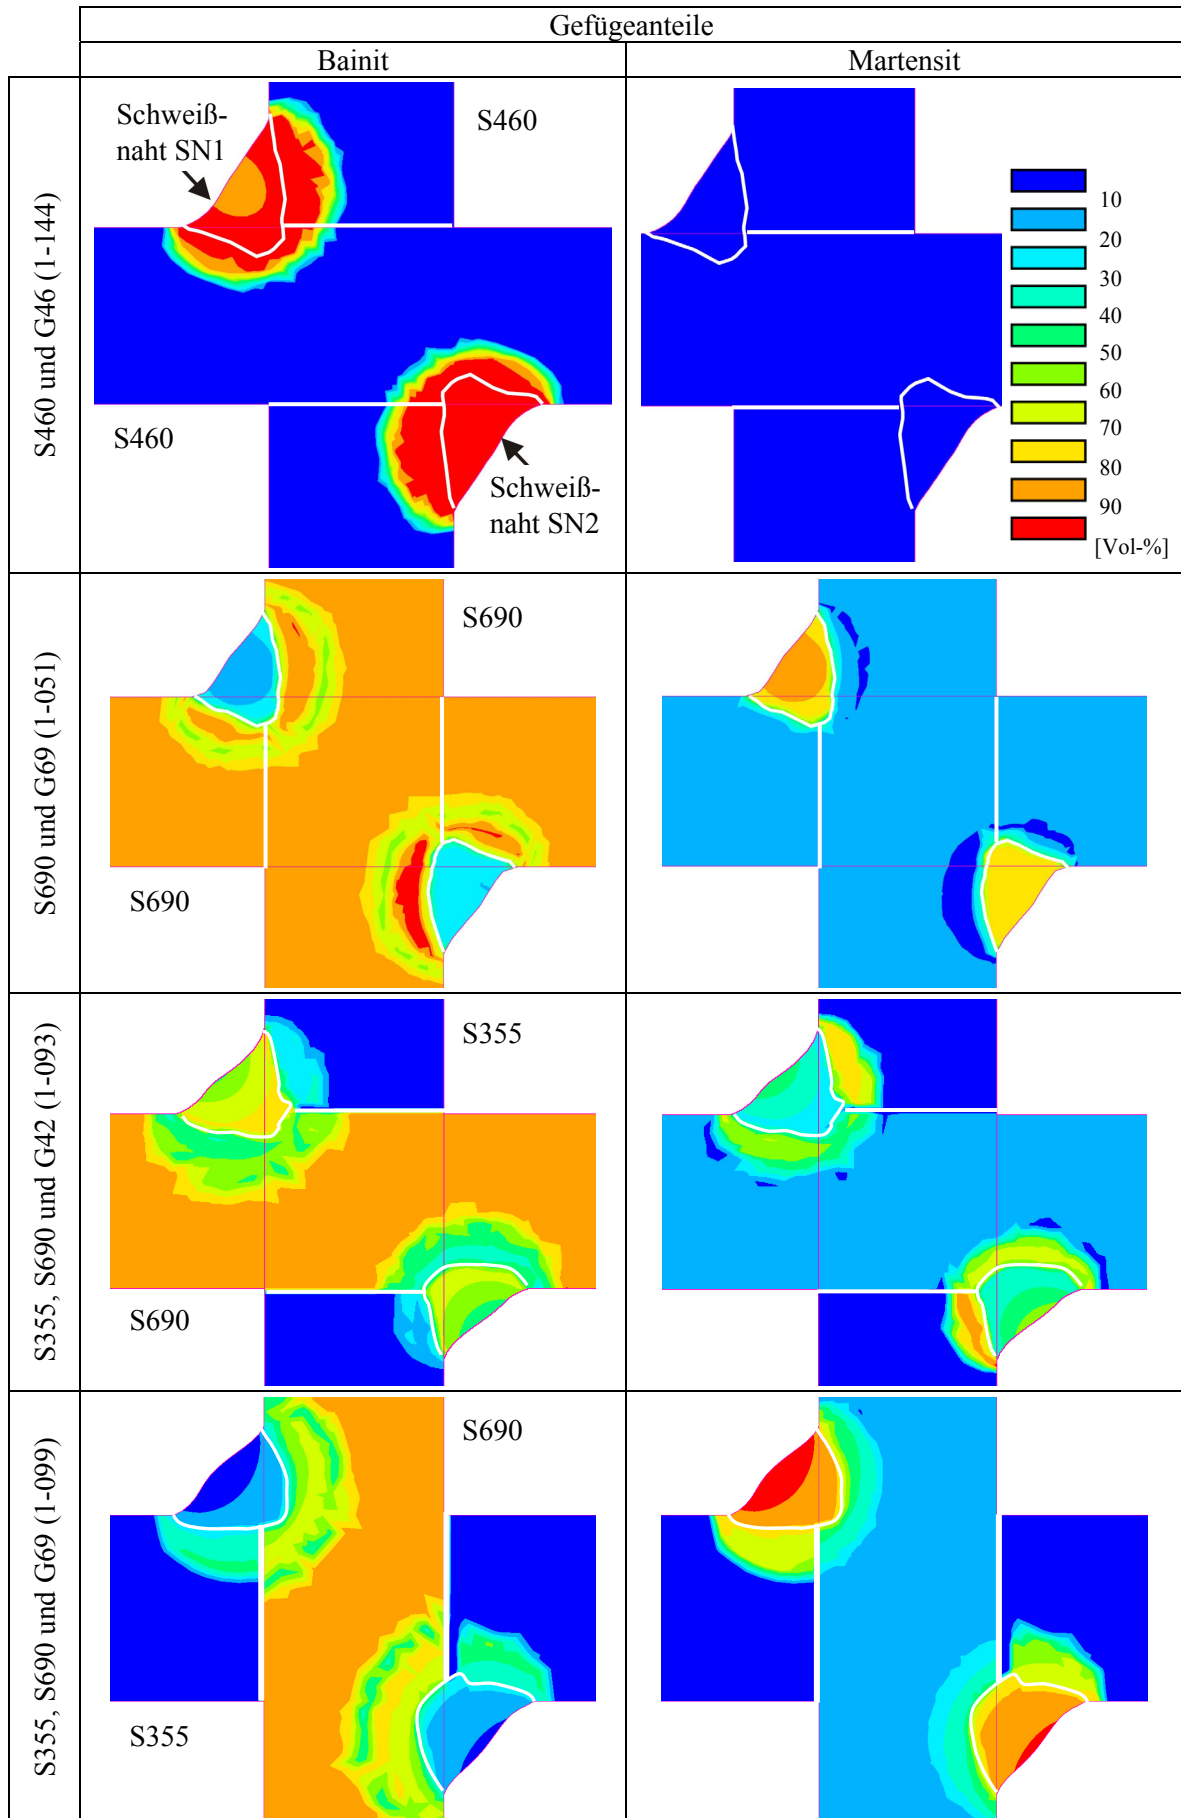 Gefügeanteile
Bainit
Martensit
S460 und G46 (1-144)
Schweiß-
naht SN1
S460
S460
Schweiß-
naht SN2
10
20
30
40
50
60
70
80
90
[Vol-%]
S690 und G69 (1-051)
S690
S690
S355, S690 und G42 (1-093)
S355
S690
S355, S690 und G69 (1-099)
S690
S355